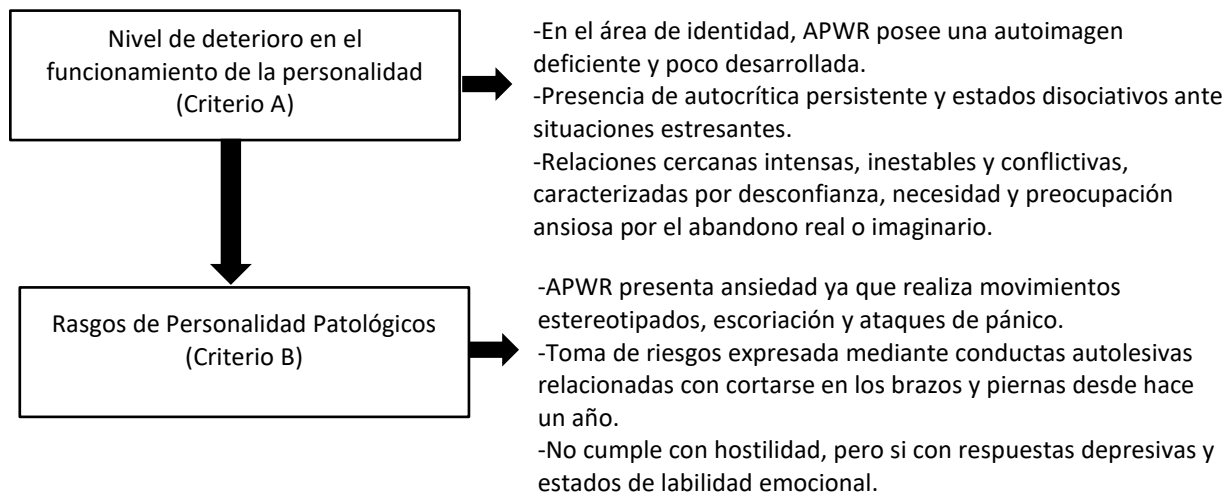 Nivel de deterioro en el
funcionamiento de la personalidad
(Criterio A)
-En el área de identidad, APWR posee una autoimagen
deficiente y poco desarrollada.
-Presencia de autocrítica persistente y estados disociativos ante
situaciones estresantes.
-Relaciones cercanas intensas, inestables y conflictivas,
caracterizadas por desconfianza, necesidad y preocupación
ansiosa por el abandono real o imaginario.
Rasgos de Personalidad Patológicos
(Criterio B)
-APWR presenta ansiedad ya que realiza movimientos
estereotipados, escoriación y ataques de pánico.
-Toma de riesgos expresada mediante conductas autolesivas
relacionadas con cortarse en los brazos y piernas desde hace
un año.
-No cumple con hostilidad, pero si con respuestas depresivas y
estados de labilidad emocional.